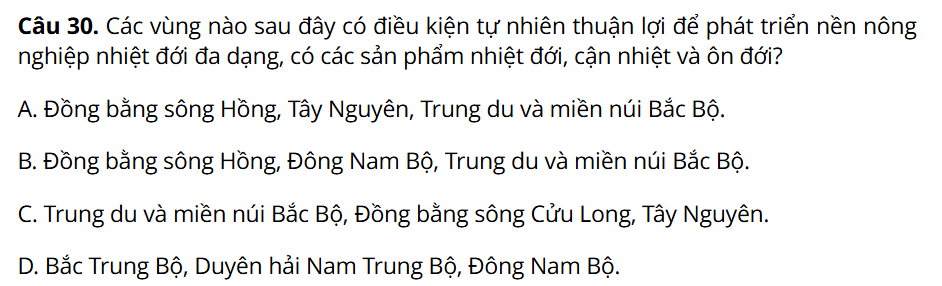 Câu 30. Các vùng nào sau đây có điều kiện tự nhiên thuận lợi để phát triển nền nông
nghiệp nhiệt đới đa dạng, có các sản phẩm nhiệt đới, cận nhiệt và ôn đới?
A. Đồng bằng sông Hồng, Tây Nguyên, Trung du và miền núi Bắc Bộ.
B. Đồng bằng sông Hồng, Đông Nam Bộ, Trung du và miền núi Bắc Bộ.
C. Trung du và miền núi Bắc Bộ, Đồng bằng sông Cửu Long, Tây Nguyên.
D. Bắc Trung Bộ, Duyên hải Nam Trung Bộ, Đông Nam Bộ.